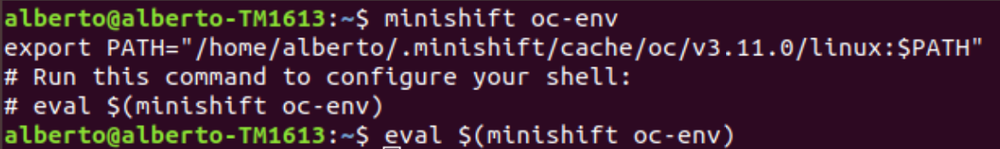 alberto@alberto-TM1613:~$ minishift oc-env
export PATH="/home/alberto/.minishift/cache/oc/v3.11.0/linux:$PATH"
# Run this command to configure your shell:
# eval $(minishift oc-env)
alberto@alberto-TM1613:~$ eval $(minishift oc-env)